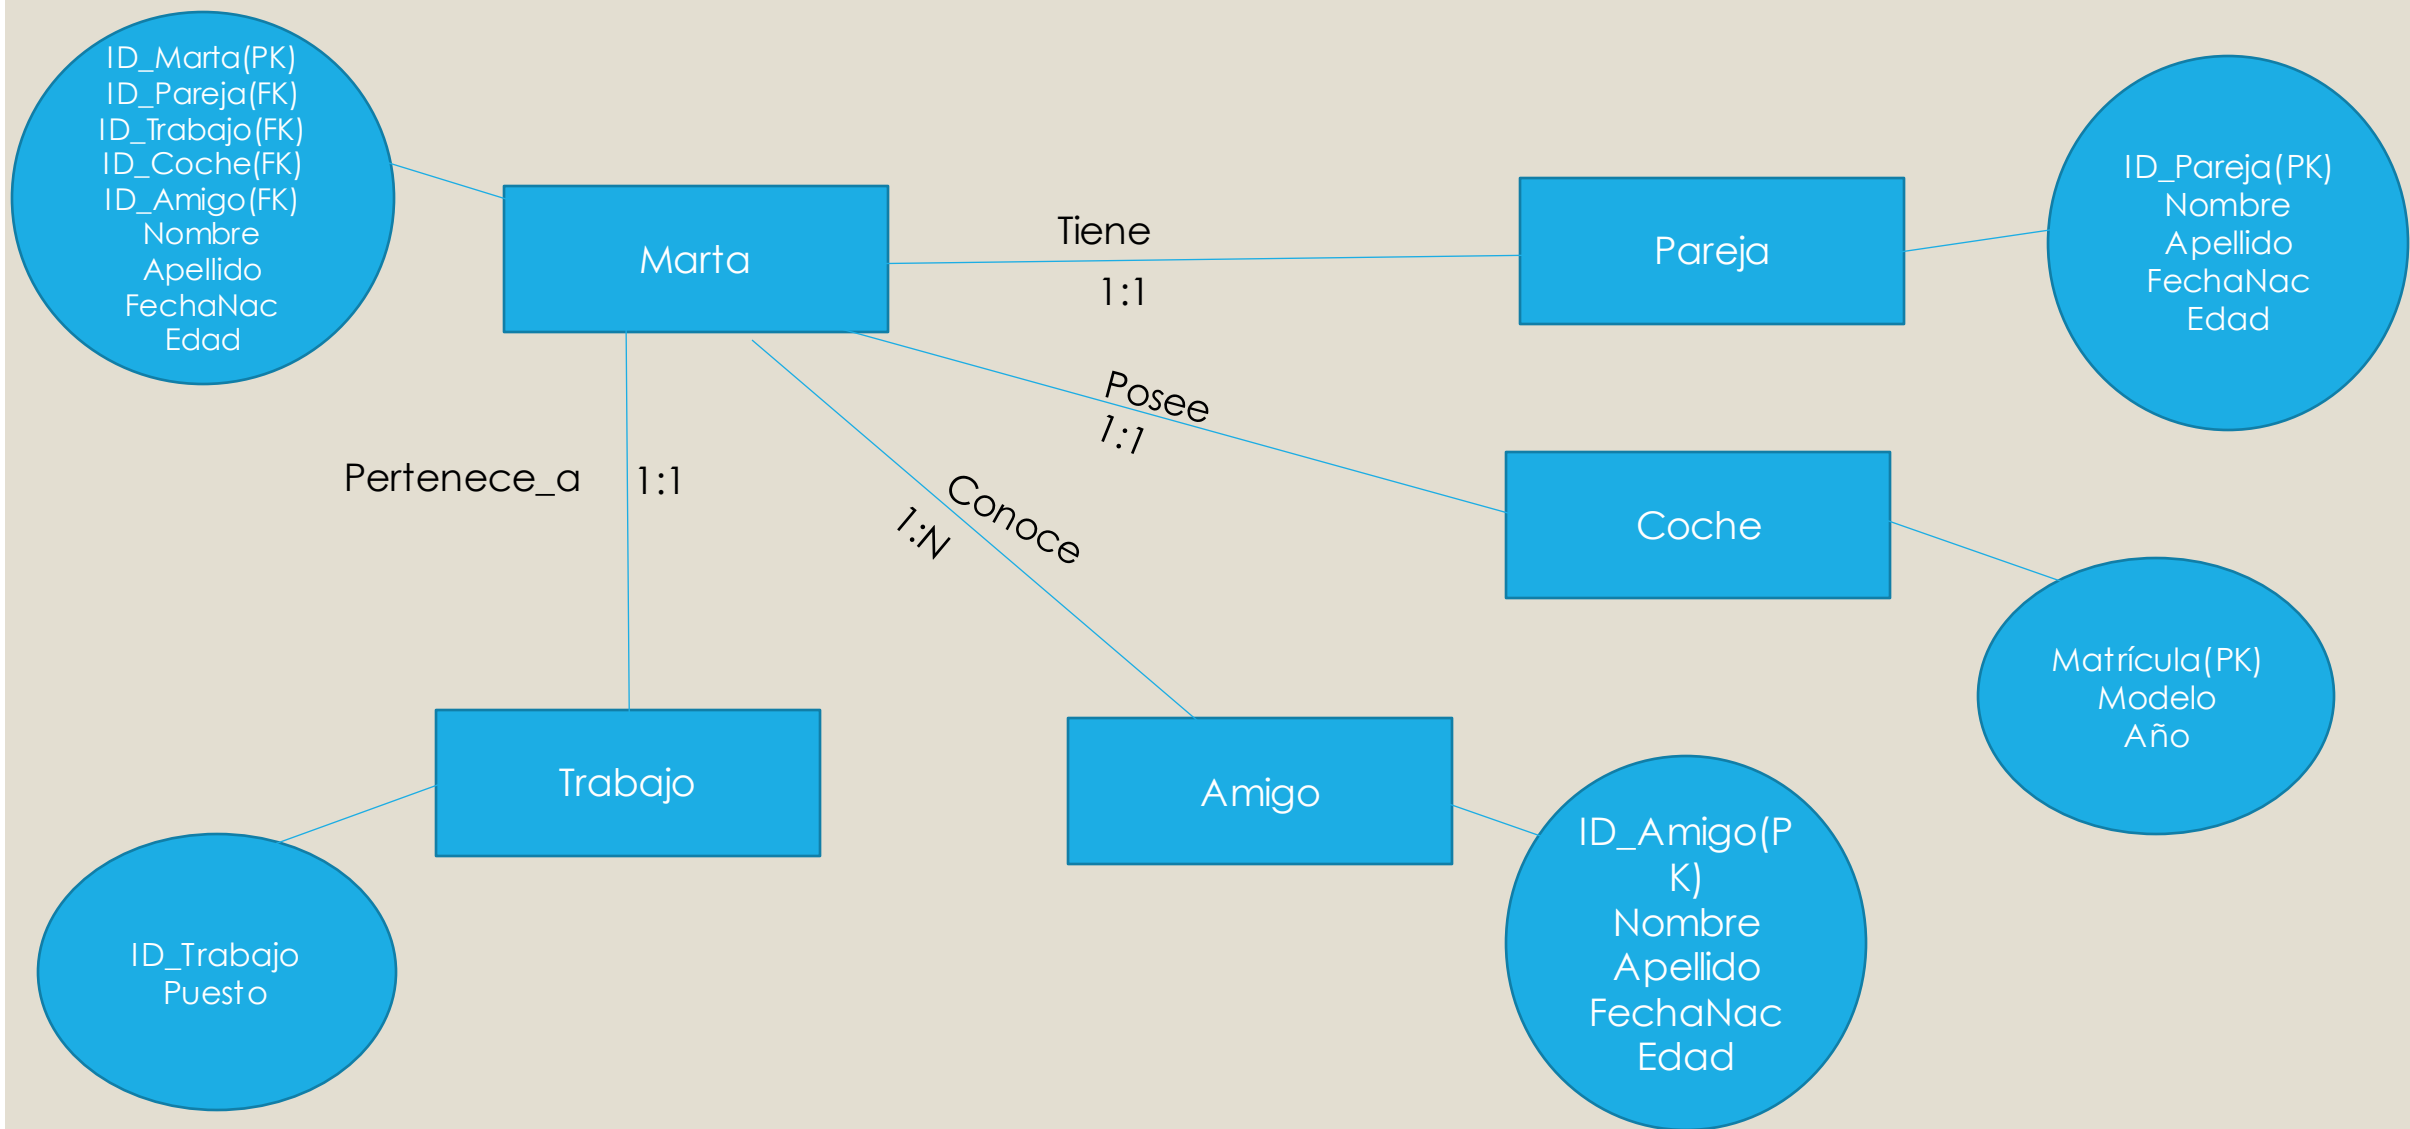 ID_Marta(PK)
ID_Pareja(FK)
ID_Trabajo(FK)
ID_Coche(FK)
ID_Amigo(FK)
Nombre
Apellido
FechaNac
Edad
Marta
Tiene
1:1
Pareja
ID_Pareja(PK)
Nombre
Apellido
FechaNac
Edad
Posee
1:1
Coche
Matrícula(PK)
Modelo
Año
Pertenece_a
1:1
Conoce
1:N
Trabajo
ID_Trabajo
Puesto
Amigo
ID_Amigo(P
K)
Nombre
Apellido
FechaNac
Edad